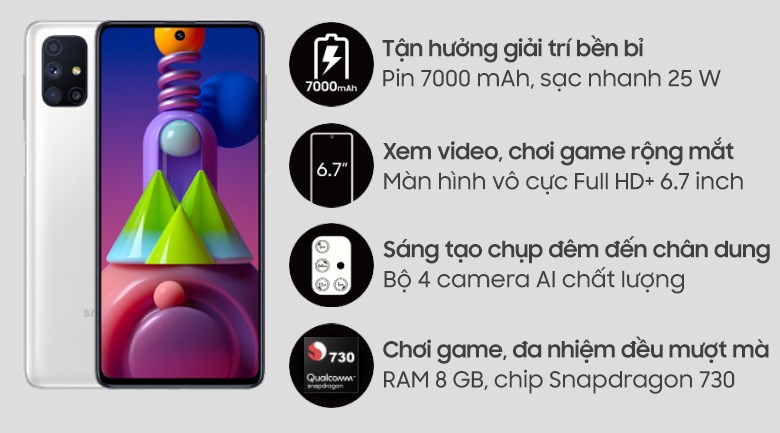 Tận hưởng giải trí bền bỉ
7000mAh
Pin 7000 mAh, sạc nhanh 25 W
Xem video, chơi game rộng mắt
6.7"
Màn hình vô cực Full HD+ 6.7 inch
Sáng tạo chụp đêm đến chân dung
Bộ 4 camera AI chất lượng
Chơi game, đa nhiệm đều mượt mà
730
Qualcomm
snapdragon
RAM 8 GB, chip Snapdragon 730